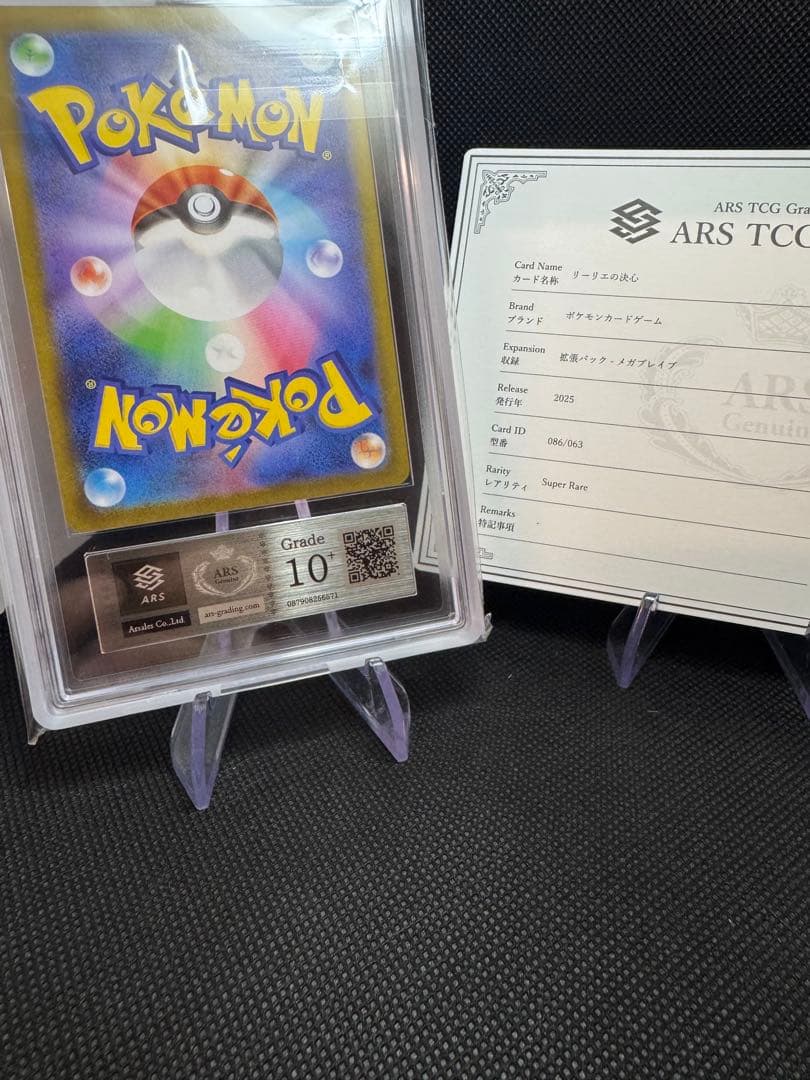 POKéMON
®
POKéMON
®
ARS
Arsales Co.,Ltd.
ARS
Genuine
ars-grading.com
Grade
10+
087908256571
ARS TCG Gra
ARS TCG
Card Name
カード名称
リーリエの決心
Brand
ブランド
ポケモンカードゲーム
Expansion
収録
拡張パック - メガブレイブ
Release
発行年
2025
Card ID
型番
086/063
Rarity
レアリティ
Super Rare
Remarks
特記事項
-
AR
Genuin